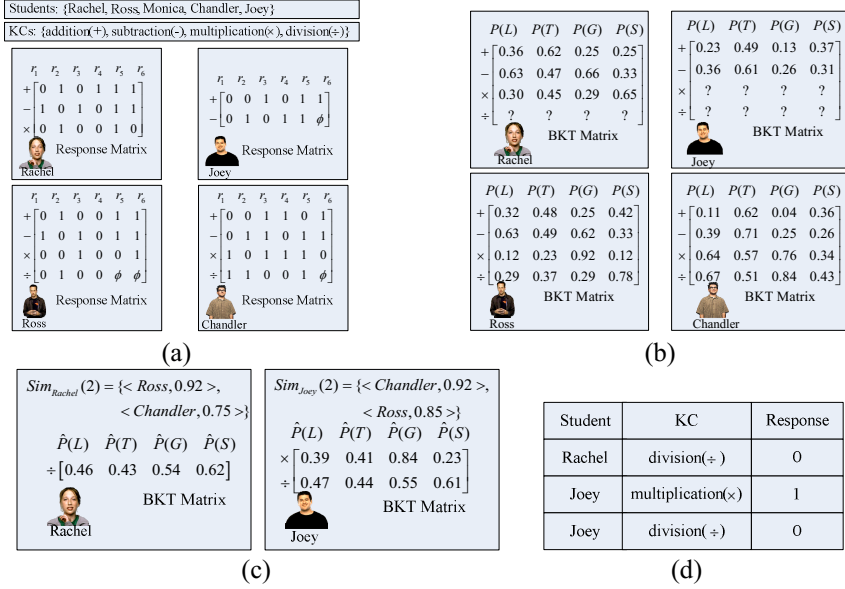 Students: {Rachel, Ross, Monica, Chandler, Joey}
KCs: {addition(+), subtraction(-), multiplication(×), division(÷)}
r₁ r₂ r₃ r₄ r₅ r₆
+ [0 1 0 1 1 1]
− [1 0 1 0 1 1]
× [0 1 0 0 1 0]
Response Matrix
Rachel
r₁ r₂ r₃ r₄ r₅ r₆
+ [0 0 1 0 1 1]
− [0 1 0 1 1 ϕ]
Response Matrix
Joey
r₁ r₂ r₃ r₄ r₅ r₆
+ [0 1 0 0 1 1]
− [1 0 1 0 1 1]
× [0 0 0 1 0 1]
÷ [0 1 0 0 ϕ ϕ]
Response Matrix
Ross
r₁ r₂ r₃ r₄ r₅ r₆
+ [0 0 1 1 0 1]
− [0 1 1 0 1 1]
× [1 0 1 1 1 0]
÷ [1 1 0 0 1 ϕ]
Response Matrix
Chandler
(a)
P(L) P(T) P(G) P(S)
+ [0.36 0.62 0.25 0.25]
− [0.63 0.47 0.66 0.33]
× [0.30 0.45 0.29 0.65]
÷ [? ? ? ?]
BKT Matrix
Rachel
P(L) P(T) P(G) P(S)
+ [0.23 0.49 0.13 0.37]
− [0.36 0.61 0.26 0.31]
× [? ? ? ?]
÷ [? ? ? ?]
BKT Matrix
Joey
P(L) P(T) P(G) P(S)
+ [0.32 0.48 0.25 0.42]
− [0.63 0.49 0.62 0.33]
× [0.12 0.23 0.92 0.12]
÷ [0.29 0.37 0.29 0.78]
BKT Matrix
Ross
P(L) P(T) P(G) P(S)
+ [0.11 0.62 0.04 0.36]
− [0.39 0.71 0.25 0.26]
× [0.64 0.57 0.76 0.34]
÷ [0.67 0.51 0.84 0.43]
BKT Matrix
Chandler
(b)
Sim_Rachel(2) = {< Ross, 0.92 >,
< Chandler, 0.75 >}
P̂(L) P̂(T) P̂(G) P̂(S)
÷ [0.46 0.43 0.54 0.62]
BKT Matrix
Rachel
Sim_Joey(2) = {< Chandler, 0.92 >,
< Ross, 0.85 >}
P̂(L) P̂(T) P̂(G) P̂(S)
× [0.39 0.41 0.84 0.23]
÷ [0.47 0.44 0.55 0.61]
BKT Matrix
Joey
(c)
Student KC Response
Rachel division(÷) 0
Joey multiplication(×) 1
Joey division(÷) 0
(d)